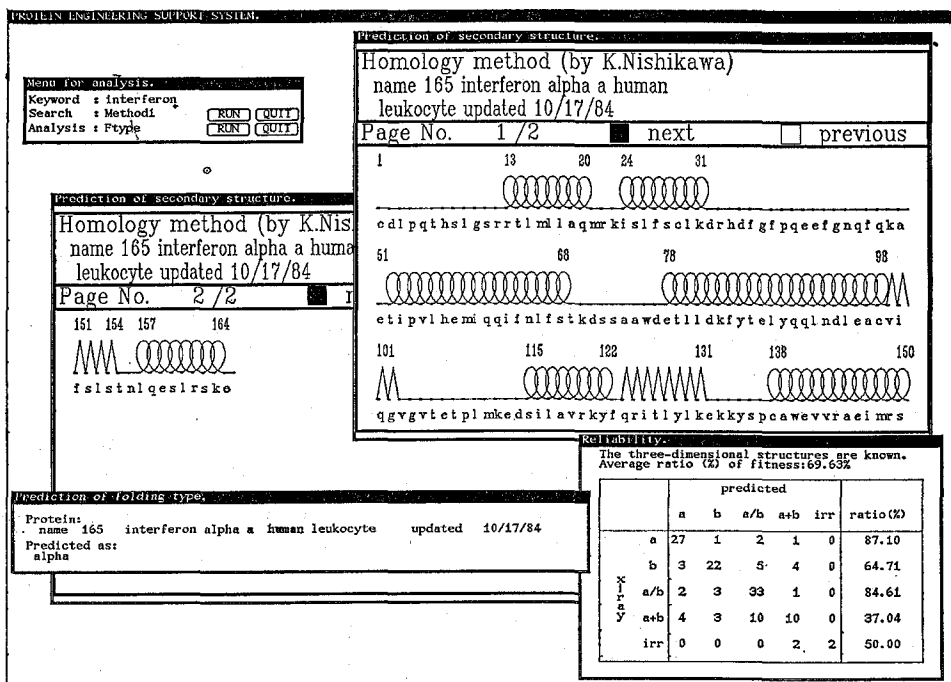 PROTEIN ENGINEERING SUPPORT SYSTEM.
Menu for analysis.
Keyword : interferon
Search : Methodi RUN QUIT
Analysis : Ftype RUN QUIT
Prediction of secondary structure.
Homology method (by K.Nishikawa)
name 165 interferon alpha a human
leukocyte updated 10/17/84
Page No. 1 /2 next previous
1 13 20 24 31
cdlpqthslgsrrtlmllaqmrkislfsclkdrhdfgfpqeefgnqfqka
51 68 78 98
etipvlhemiqqifnlfstkdssaawdetlldkfytelyqqlndleacvi
101 115 122 131 138 150
qgvgvtetplmkedsilavrkyfqritlylkekkyspcawevvraeimrs
Prediction of secondary structure.
Homology method (by K.Nis
name 165 interferon alpha a huma
leukocyte updated 10/17/84
Page No. 2 /2
151 154 157 164
fslstnlqeslrske
Prediction of folding type.
Protein:
name 165 interferon alpha a human leukocyte updated 10/17/84
Predicted as:
alpha
Reliability.
The three-dimensional structures are known.
Average ratio (%) of fitness:69.63%
predicted
a b a/b a+b irr ratio(%)
x-ray
a 27 1 2 1 0 87.10
b 3 22 5 4 0 64.71
a/b 2 3 33 1 0 84.61
a+b 4 3 10 10 0 37.04
irr 0 0 0 2 2 50.00